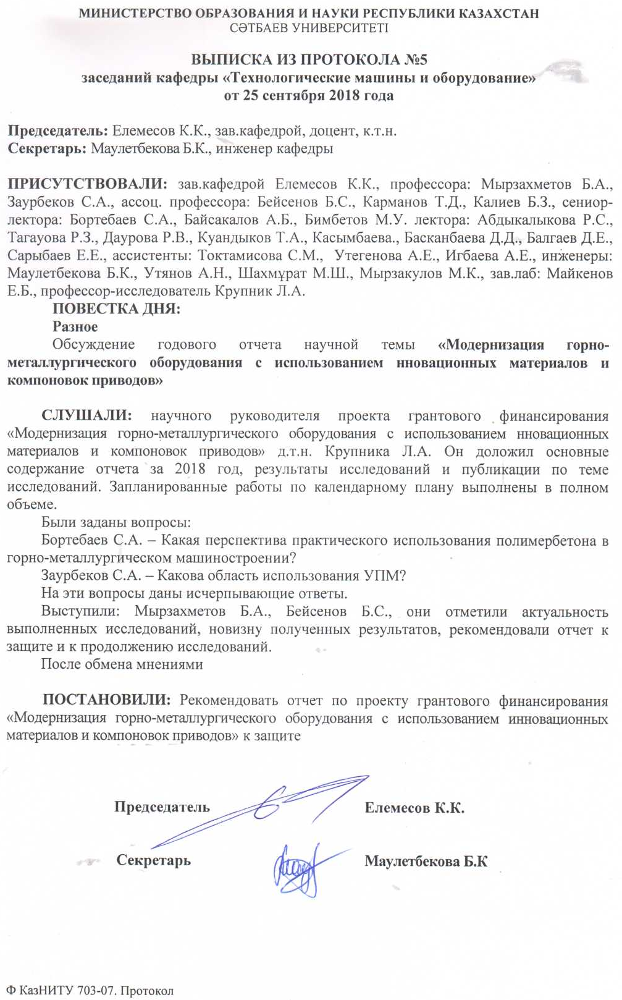 МИНИСТЕРСТВО ОБРАЗОВАНИЯ И НАУКИ РЕСПУБЛИКИ КАЗАХСТАН
СӘТБАЕВ УНИВЕРСИТЕТІ
ВЫПИСКА ИЗ ПРОТОКОЛА №5
заседаний кафедры «Технологические машины и оборудование»
от 25 сентября 2018 года
Председатель: Елемесов К.К., зав.кафедрой, доцент, к.т.н.
Секретарь: Маулетбекова Б.К., инженер кафедры
ПРИСУТСТВОВАЛИ: зав.кафедрой Елемесов К.К., профессора: Мырзахметов Б.А.,
Заурбеков С.А., ассоц. профессора: Бейсенов Б.С., Карманов Т.Д., Калиев Б.З., сениор-
лектора: Бортебаев С.А., Байсакалов А.Б., Бимбетов М.У. лектора: Абдыкалыкова Р.С.,
Тагауова Р.З., Даурова Р.В., Куандыков Т.А., Касымбаева., Басканбаева Д.Д., Балгаев Д.Е.,
Сарыбаев Е.Е., ассистенты: Токтамисова С.М., Утегенова А.Е., Игбаева А.Е., инженеры:
Маулетбекова Б.К., Утянов А.Н., Шахмұрат М.Ш., Мырзакулов М.К., зав.лаб: Майкенов
Е.Б., профессор-исследователь Крупник Л.А.
ПОВЕСТКА ДНЯ:
Разное
Обсуждение годового отчета научной темы «Модернизация горно-
металлургического оборудования с использованием нновационных материалов и
компоновок приводов»
СЛУШАЛИ: научного руководителя проекта грантового финансирования
«Модернизация горно-металлургического оборудования с использованием нновационных
материалов и компоновок приводов» д.т.н. Крупника Л.А. Он доложил основные
содержание отчета за 2018 год, результаты исследований и публикации по теме
исследований. Запланированные работы по календарному плану выполнены в полном
объеме.
Были заданы вопросы:
Бортебаев С.А. – Какая перспектива практического использования полимербетона в
горно-металлургическом машиностроении?
Заурбеков С.А. – Какова область использования УПМ?
На эти вопросы даны исчерпывающие ответы.
Выступили: Мырзахметов Б.А., Бейсенов Б.С., они отметили актуальность
выполненных исследований, новизну полученных результатов, рекомендовали отчет к
защите и к продолжению исследований.
После обмена мнениями
ПОСТАНОВИЛИ: Рекомендовать отчет по проекту грантового финансирования
«Модернизация горно-металлургического оборудования с использованием инновационных
материалов и компоновок приводов» к защите
Председатель Елемесов К.К.
Секретарь Маулетбекова Б.К
Ф КазНИТУ 703-07. Протокол